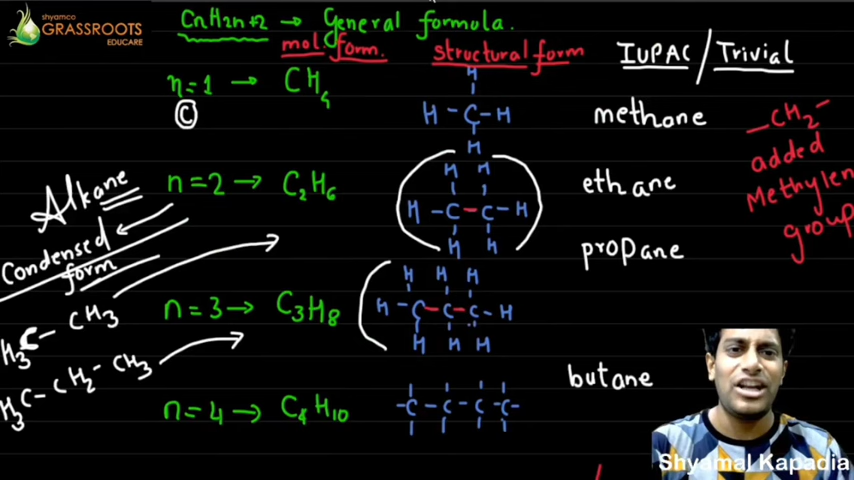 shyamco
GRASSROOTS
EDUCARE
CnH2n+2 → General formula.
mol. form. structural form IUPAC / Trivial
n=1 → CH4
C
H
H - C - H
H
methane
-CH2-
added
Methylen
group
Alkane
n=2 → C2H6
H H
H - C - C - H
H H
ethane
Condensed
form
propane
n=3 → C3H8
H H H
H - C - C - C - H
H H H
H3C - CH3
H3C - CH2 - CH3
butane
n=4 → C4H10
- C - C - C - C -
Shyamal Kapadia